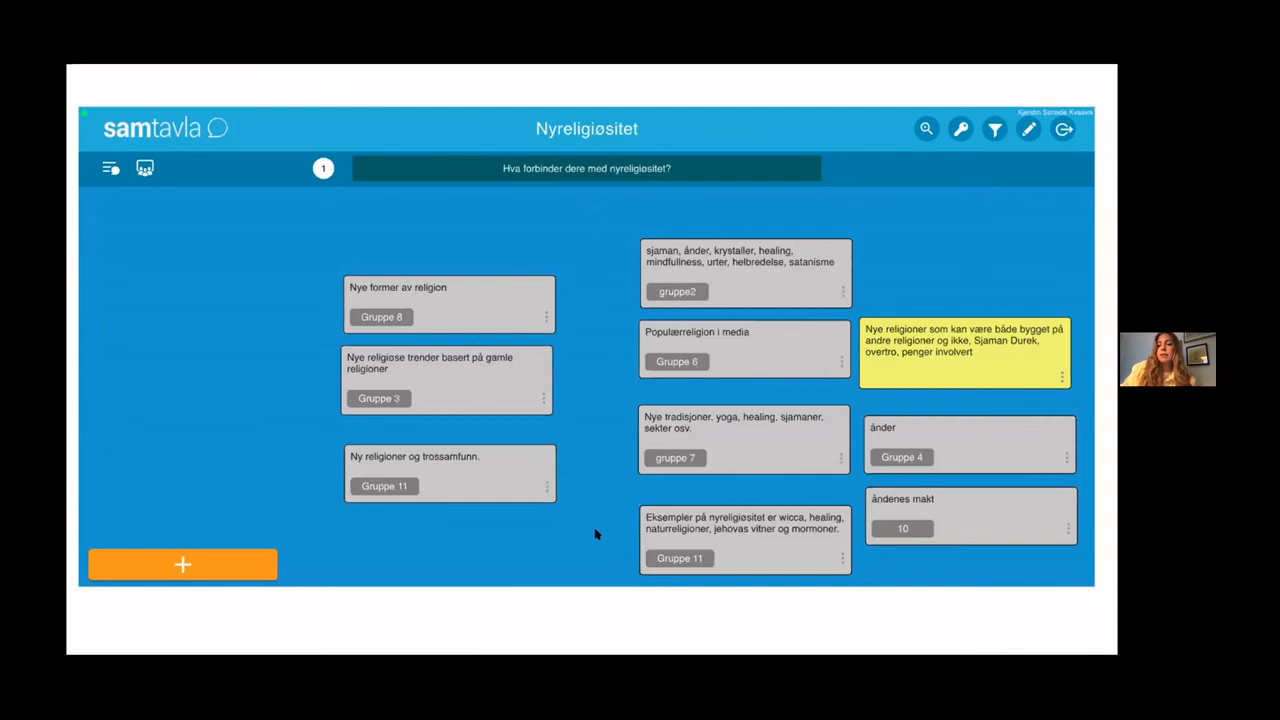 Kjerstin Søreide Kvaavik
samtavla
Nyreligiøsitet
1
Hva forbinder dere med nyreligiøsitet?
Nye former av religion
Gruppe 8
Nye religiøse trender basert på gamle
religioner
Gruppe 3
Ny religioner og trossamfunn.
Gruppe 11
sjaman, ånder, krystaller, healing,
mindfullness, urter, helbredelse, satanisme
gruppe2
Populærreligion i media
Gruppe 6
Nye tradisjoner. yoga, healing. sjamaner,
sekter osv.
gruppe 7
Eksempler på nyreligiøsitet er wicca, healing,
naturreligioner, jehovas vitner og mormoner.
Gruppe 11
Nye religioner som kan være både bygget på
andre religioner og ikke, Sjaman Durek,
overtro, penger involvert
ånder
Gruppe 4
åndenes makt
10